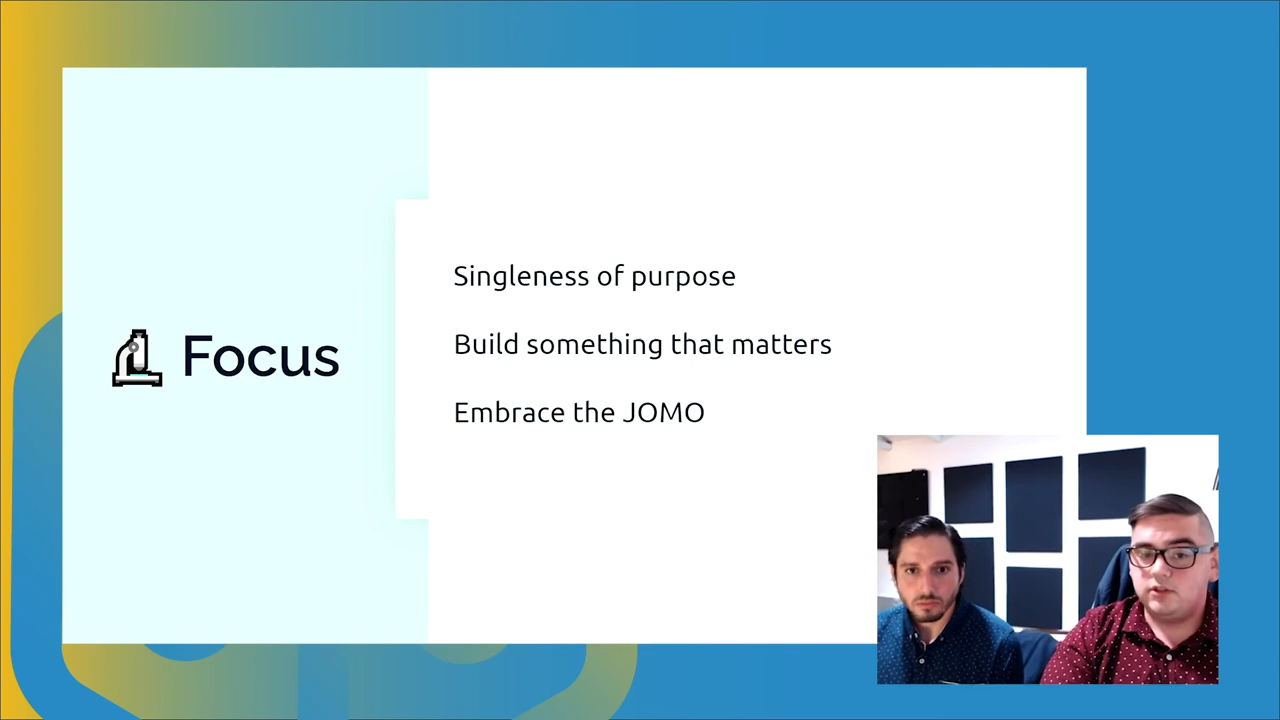 Focus
Singleness of purpose
Build something that matters
Embrace the JOMO